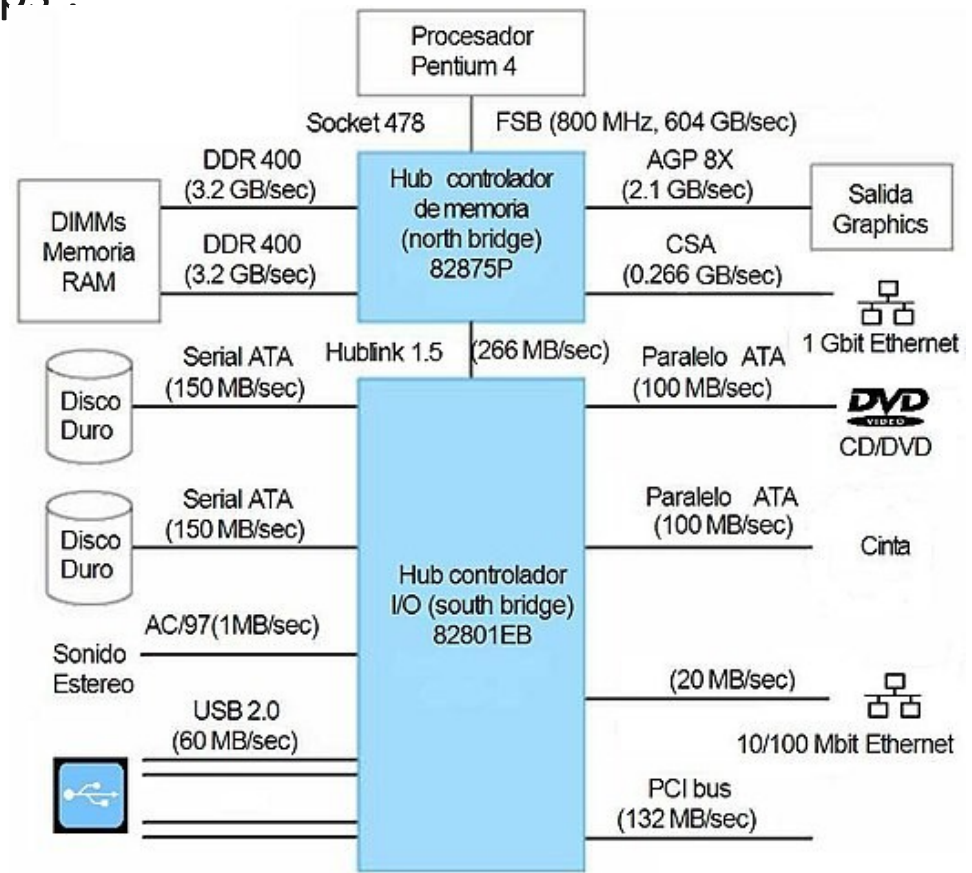 Procesador
Pentium 4
Socket 478
FSB (800 MHz, 604 GB/sec)
DDR 400
(3.2 GB/sec)
Hub controlador
de memoria
(north bridge)
82875P
AGP 8X
(2.1 GB/sec)
Salida
Graphics
DIMMs
Memoria
RAM
DDR 400
(3.2 GB/sec)
CSA
(0.266 GB/sec)
1 Gbit Ethernet
Hublink 1.5
(266 MB/sec)
Serial ATA
(150 MB/sec)
Disco
Duro
Paralelo ATA
(100 MB/sec)
DVD
VIDEO
CD/DVD
Serial ATA
(150 MB/sec)
Disco
Duro
Paralelo ATA
(100 MB/sec)
Cinta
Hub controlador
I/O (south bridge)
82801EB
AC/97(1MB/sec)
Sonido
Estereo
(20 MB/sec)
10/100 Mbit Ethernet
USB 2.0
(60 MB/sec)
PCI bus
(132 MB/sec)